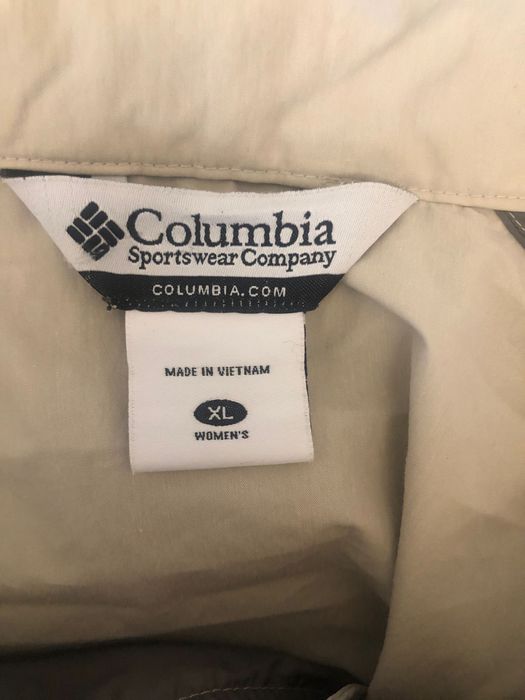 Columbia
Sportswear Company
COLUMBIA.COM
MADE IN VIETNAM
XL
WOMEN'S